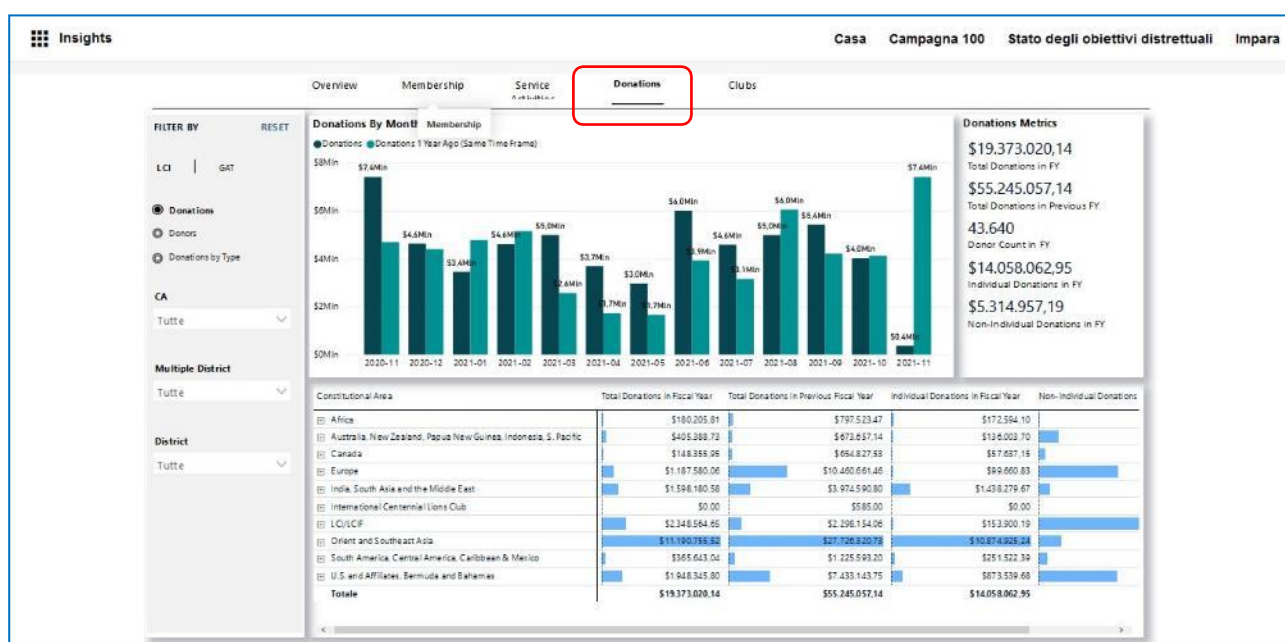 Insights
Casa Campagna 100 Stato degli obiettivi distrettuali Impara
Overview Membership Service Donations Clubs
Membership
FILTER BY RESET
LCI GAT
Donations
Donors
Donations by Type
CA
Tutte
Multiple District
Tutte
District
Tutte
Donations By Month
Donations Donations 1 Year Ago (Same Time Frame)
$8Mln
$6Mln
$4Mln
$2Mln
$0Mln
$7,4Mln
$4,6Mln
$3,4Mln
$4,6Mln
$5,0Mln
$2,6Mln
$3,7Mln
$1,7Mln
$3,0Mln
$1,7Mln
$6,0Mln
$3,9Mln
$4,6Mln
$3,1Mln
$5,0Mln
$6,0Mln
$5,4Mln
$4,0Mln
$0,4Mln
$7,4Mln
2020-11 2020-12 2021-01 2021-02 2021-03 2021-04 2021-05 2021-06 2021-07 2021-08 2021-09 2021-10 2021-11
Donations Metrics
$19.373.020,14
Total Donations in FY
$55.245.057,14
Total Donations in Previous FY
43.640
Donor Count in FY
$14.058.062,95
Individual Donations in FY
$5.314.957,19
Non-Individual Donations in FY
Constitutional Area Total Donations in Fiscal Year Total Donations in Previous Fiscal Year Individual Donations in Fiscal Year Non-Individual Donations
Africa $180.205,81 $797.523,47 $172.594,10
Australia, New Zealand, Papua New Guinea, Indonesia, S. Pacific $405.388,73 $673.657,14 $136.003,70
Canada $148.355,95 $654.827,53 $57.637,15
Europe $1.187.580,06 $10.460.661,46 $99.660,83
India, South Asia and the Middle East $1.598.180,58 $3.974.590,80 $1.438.279,67
International Centennial Lions Club $0,00 $585,00 $0,00
LCI/LCIF $2.348.564,65 $2.298.154,06 $153.900,19
Orient and Southeast Asia $11.190.755,52 $27.726.320,73 $10.874.925,24
South America, Central America, Caribbean & Mexico $365.643,04 $1.225.593,20 $251.522,39
U.S. and Affiliates, Bermuda and Bahamas $1.948.345,80 $7.433.143,75 $873.539,68
Totale $19.373.020,14 $55.245.057,14 $14.058.062,95